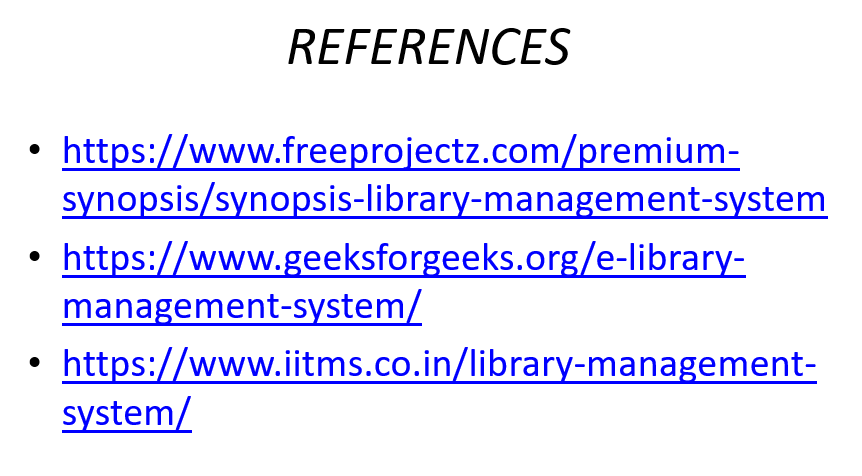 REFERENCES
• https://www.freeprojectz.com/premium-
synopsis/synopsis-library-management-system
• https://www.geeksforgeeks.org/e-library-
management-system/
• https://www.iitms.co.in/library-management-
system/